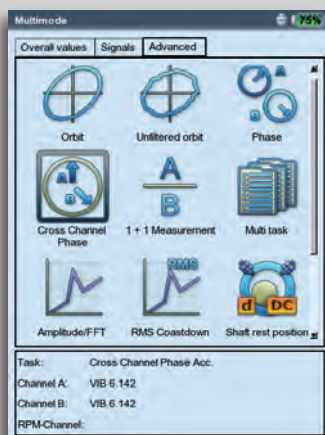 Multimode
75%
Overall values Signals Advanced
A
B
Orbit Unfiltered orbit Phase
A
B
A
B
Cross Channel Phase 1 + 1 Measurement Multi task
RMS
d DC
Amplitude/FFT RMS Coastdown Shaft rest position
Task: Cross Channel Phase Acc.
Channel A: VIB 6.142
Channel B: VIB 6.142
RPM-Channel: